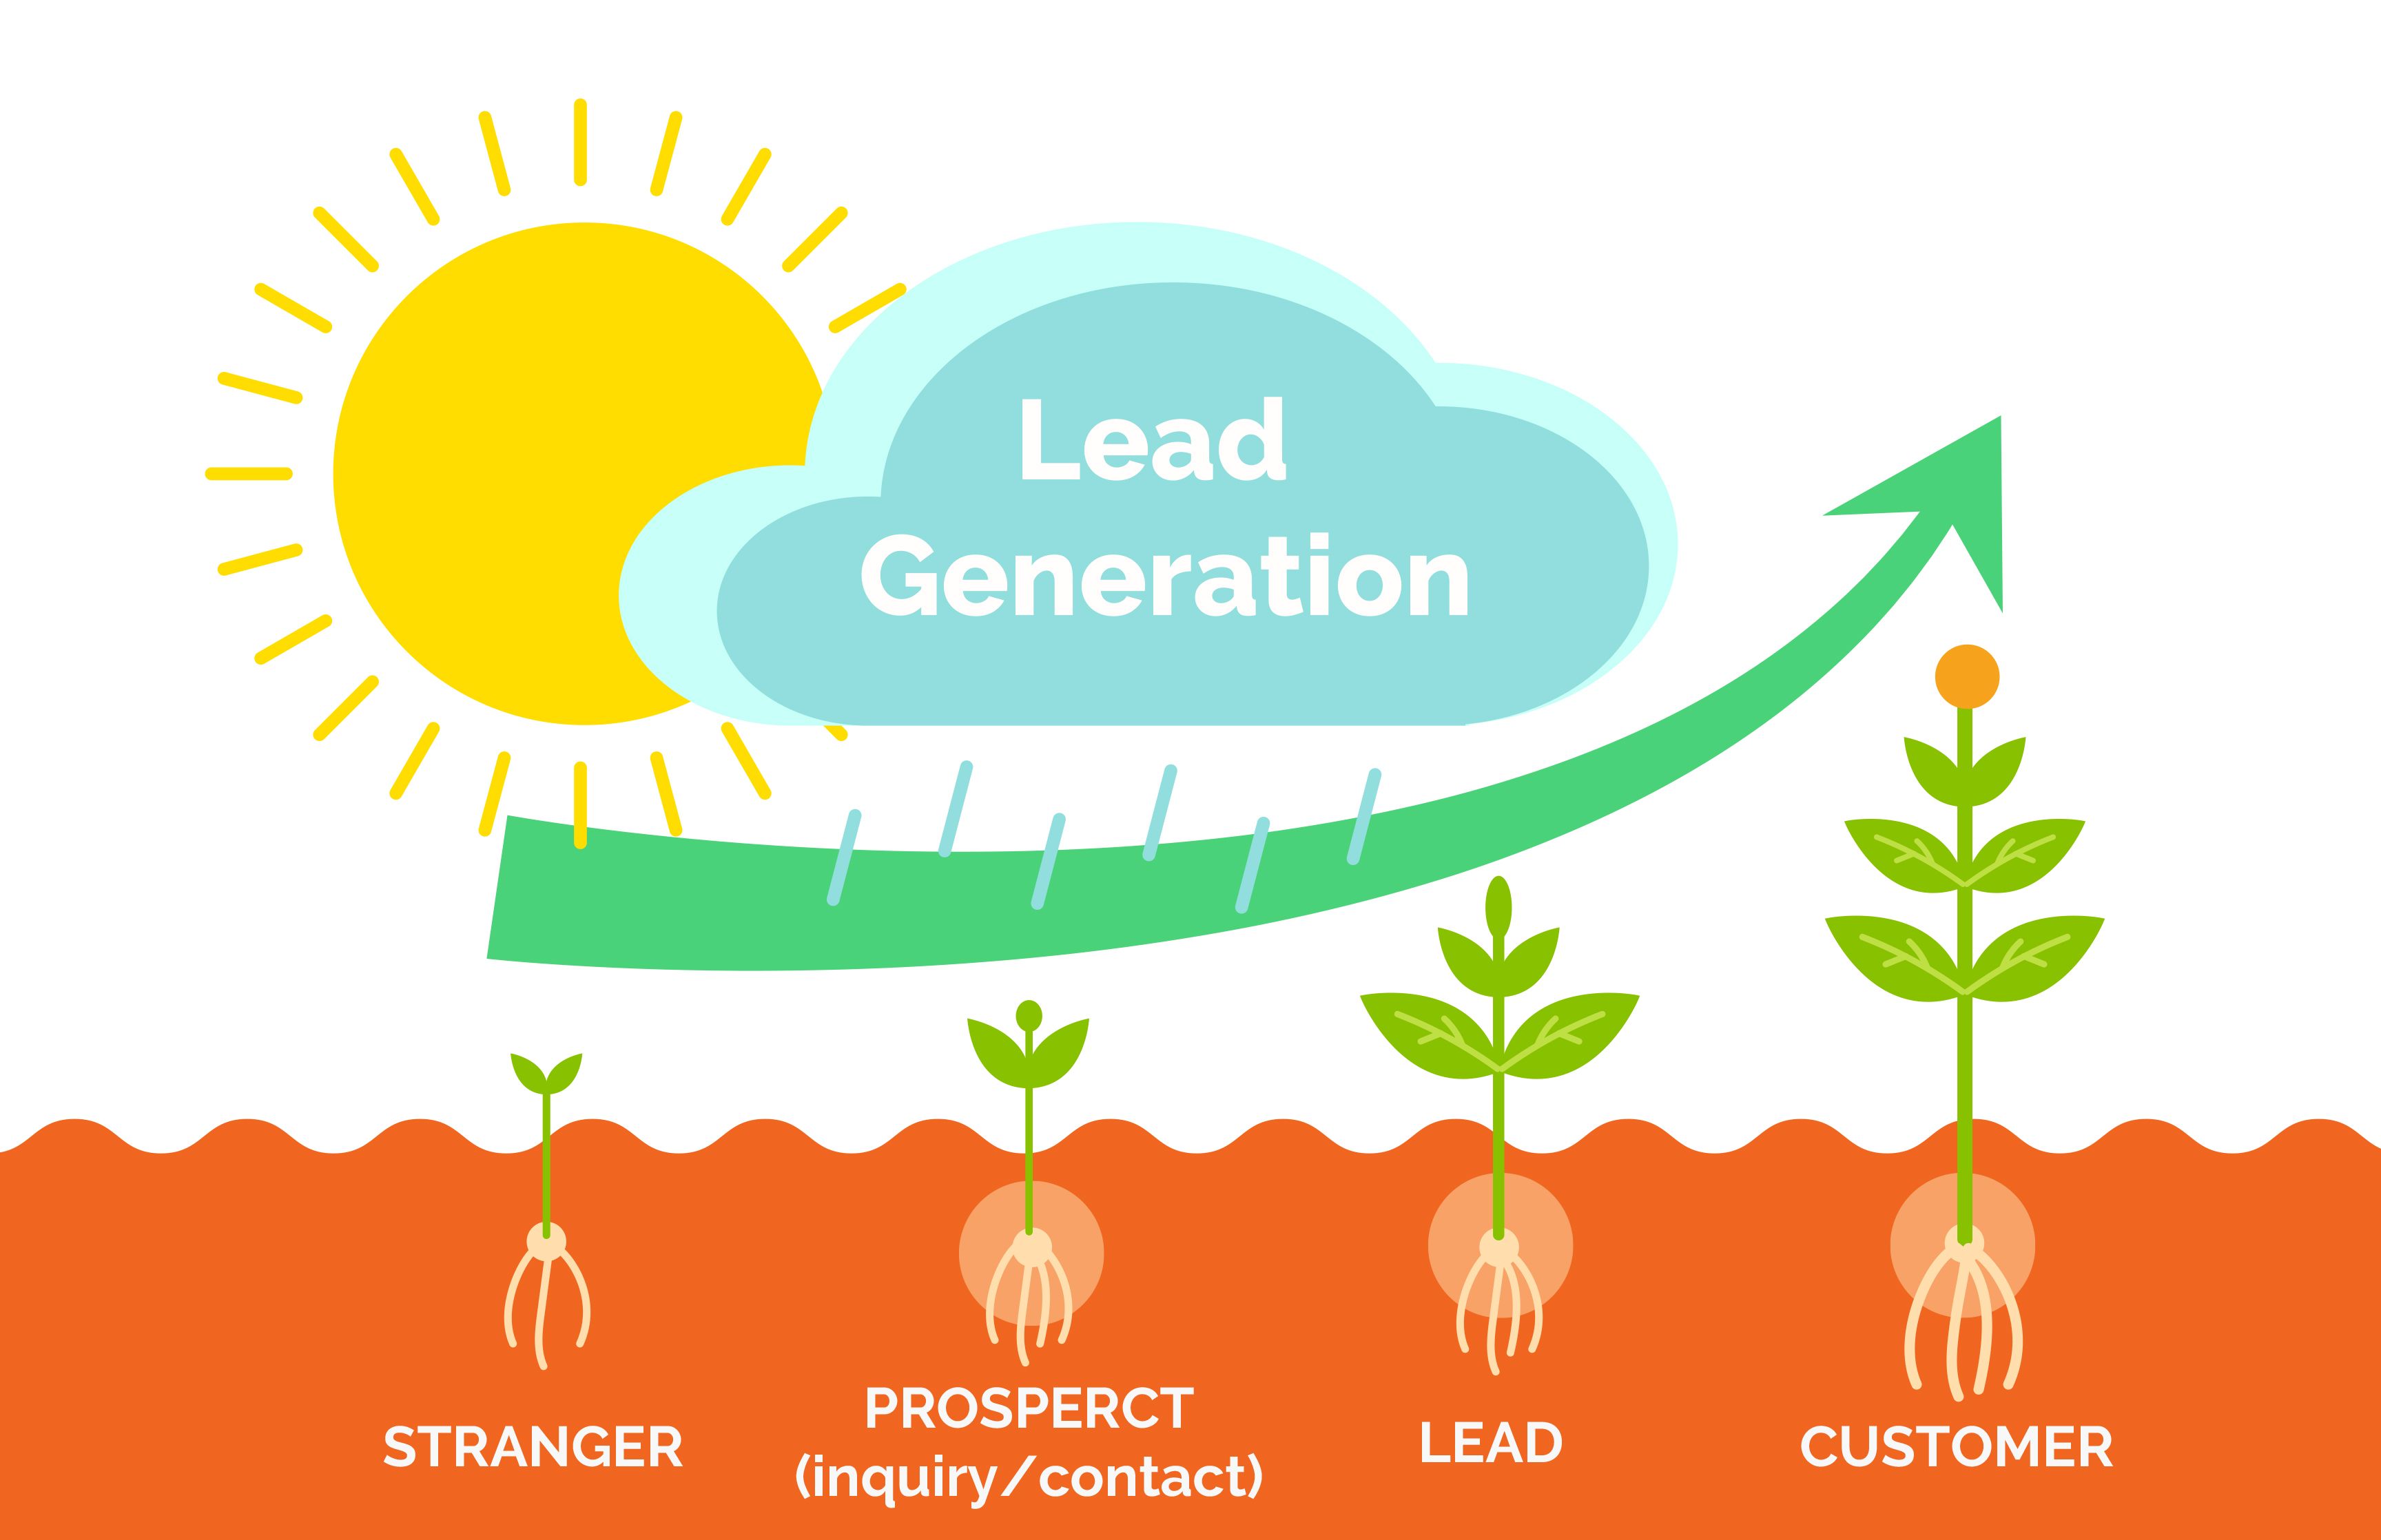 Lead
Generation
STRANGER
PROSPERCT
(inquiry/contact)
LEAD
CUSTOMER